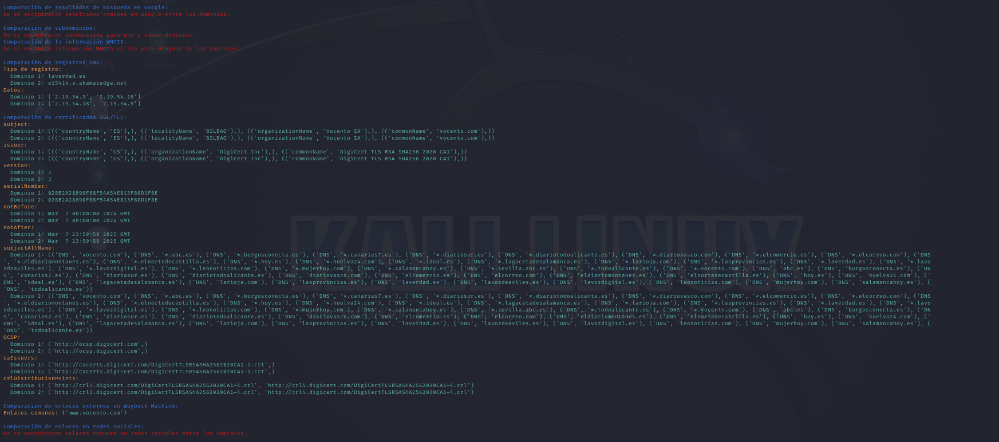 Comparación de resultados de búsqueda en Google:
No se encontraron resultados comunes en Google entre los dominios.
Comparación de subdominios:
No se encontraron subdominios para uno o ambos dominios.
Comparación de la información WHOIS:
No se encontró información WHOIS válida para ninguno de los dominios.
Comparación de registros DNS:
volatility test.csv
Tipo de registro:
Dominio 1: laverdad.es
Dominio 2: e15414.a.akamaiedge.net
Datos:
Dominio 1: ['2.19.54.9', '2.19.54.18']
Dominio 2: ['2.19.54.18', '2.19.54.9']
Comparación de certificados SSL/TLS:
subject:
Dominio 1: ((('countryName', 'ES'),), (('localityName', 'BILBAO'),), (('organizationName', 'Vocento SA'),), (('commonName', 'vocento.com'),))
Dominio 2: ((('countryName', 'ES'),), (('localityName', 'BILBAO'),), (('organizationName', 'Vocento SA'),), (('commonName', 'vocento.com'),))
issuer:
Dominio 1: ((('countryName', 'US'),), (('organizationName', 'DigiCert Inc'),), (('commonName', 'DigiCert TLS RSA SHA256 2020 CA1'),))
Dominio 2: ((('countryName', 'US'),), (('organizationName', 'DigiCert Inc'),), (('commonName', 'DigiCert TLS RSA SHA256 2020 CA1'),))
version:
Dominio 1: 3
Dominio 2: 3
serialNumber:
Dominio 1: 028B2A28890F88F54A54E813F80D1F8E
Dominio 2: 028B2A28890F88F54A54E813F80D1F8E
notBefore:
Dominio 1: Mar  7 00:00:00 2024 GMT
Dominio 2: Mar  7 00:00:00 2024 GMT
notAfter:
Dominio 1: Mar  7 23:59:59 2025 GMT
Dominio 2: Mar  7 23:59:59 2025 GMT
KALI LINUX
subjectAltName:
Dominio 1: (('DNS', 'vocento.com'), ('DNS', '*.abc.es'), ('DNS', '*.burgosconecta.es'), ('DNS', '*.canarias7.es'), ('DNS', '*.diariosur.es'), ('DNS', '*.diariotodoalicante.es'), ('DNS', '*.diariovasco.com'), ('DNS', '*.elcomercio.es'), ('DNS', '*.elcorreo.com'), ('DNS
', '*.eldiariomontanes.es'), ('DNS', '*.elnortedecastilla.es'), ('DNS', '*.hoy.es'), ('DNS', '*.huelva24.com'), ('DNS', '*.ideal.es'), ('DNS', '*.lagacetadesalamanca.es'), ('DNS', '*.larioja.com'), ('DNS', '*.lasprovincias.es'), ('DNS', '*.laverdad.es'), ('DNS', '*.lavo
zdeaviles.es'), ('DNS', '*.lavozdigital.es'), ('DNS', '*.leonoticias.com'), ('DNS', '*.mujerhoy.com'), ('DNS', '*.salamancahoy.es'), ('DNS', '*.sevilla.abc.es'), ('DNS', '*.todoalicante.es'), ('DNS', '*.vocento.com'), ('DNS', 'abc.es'), ('DNS', 'burgosconecta.es'), ('DN
S', 'canarias7.es'), ('DNS', 'diariosur.es'), ('DNS', 'diariotodoalicante.es'), ('DNS', 'diariovasco.com'), ('DNS', 'elcomercio.es'), ('DNS', 'elcorreo.com'), ('DNS', 'eldiariomontanes.es'), ('DNS', 'elnortedecastilla.es'), ('DNS', 'hoy.es'), ('DNS', 'huelva24.com'), ('
DNS', 'ideal.es'), ('DNS', 'lagacetadesalamanca.es'), ('DNS', 'larioja.com'), ('DNS', 'lasprovincias.es'), ('DNS', 'laverdad.es'), ('DNS', 'lavozdeaviles.es'), ('DNS', 'lavozdigital.es'), ('DNS', 'leonoticias.com'), ('DNS', 'mujerhoy.com'), ('DNS', 'salamancahoy.es'), (
'DNS', 'todoalicante.es'))
Dominio 2: (('DNS', 'vocento.com'), ('DNS', '*.abc.es'), ('DNS', '*.burgosconecta.es'), ('DNS', '*.canarias7.es'), ('DNS', '*.diariosur.es'), ('DNS', '*.diariotodoalicante.es'), ('DNS', '*.diariovasco.com'), ('DNS', '*.elcomercio.es'), ('DNS', '*.elcorreo.com'), ('DNS
', '*.eldiariomontanes.es'), ('DNS', '*.elnortedecastilla.es'), ('DNS', '*.hoy.es'), ('DNS', '*.huelva24.com'), ('DNS', '*.ideal.es'), ('DNS', '*.lagacetadesalamanca.es'), ('DNS', '*.larioja.com'), ('DNS', '*.lasprovincias.es'), ('DNS', '*.laverdad.es'), ('DNS', '*.lavo
zdeaviles.es'), ('DNS', '*.lavozdigital.es'), ('DNS', '*.leonoticias.com'), ('DNS', '*.mujerhoy.com'), ('DNS', '*.salamancahoy.es'), ('DNS', '*.sevilla.abc.es'), ('DNS', '*.todoalicante.es'), ('DNS', '*.vocento.com'), ('DNS', 'abc.es'), ('DNS', 'burgosconecta.es'), ('DN
S', 'canarias7.es'), ('DNS', 'diariosur.es'), ('DNS', 'diariotodoalicante.es'), ('DNS', 'diariovasco.com'), ('DNS', 'elcomercio.es'), ('DNS', 'elcorreo.com'), ('DNS', 'eldiariomontanes.es'), ('DNS', 'elnortedecastilla.es'), ('DNS', 'hoy.es'), ('DNS', 'huelva24.com'), ('
DNS', 'ideal.es'), ('DNS', 'lagacetadesalamanca.es'), ('DNS', 'larioja.com'), ('DNS', 'lasprovincias.es'), ('DNS', 'laverdad.es'), ('DNS', 'lavozdeaviles.es'), ('DNS', 'lavozdigital.es'), ('DNS', 'leonoticias.com'), ('DNS', 'mujerhoy.com'), ('DNS', 'salamancahoy.es'), (
'DNS', 'todoalicante.es'))
OCSP:
Dominio 1: ('http://ocsp.digicert.com',)
Dominio 2: ('http://ocsp.digicert.com',)
caIssuers:
Dominio 1: ('http://cacerts.digicert.com/DigiCertTLSRSASHA2562020CA1-1.crt',)
Dominio 2: ('http://cacerts.digicert.com/DigiCertTLSRSASHA2562020CA1-1.crt',)
crlDistributionPoints:
Dominio 1: ('http://crl3.digicert.com/DigiCertTLSRSASHA2562020CA1-4.crl', 'http://crl4.digicert.com/DigiCertTLSRSASHA2562020CA1-4.crl')
Dominio 2: ('http://crl3.digicert.com/DigiCertTLSRSASHA2562020CA1-4.crl', 'http://crl4.digicert.com/DigiCertTLSRSASHA2562020CA1-4.crl')
Comparación de enlaces externos en Wayback Machine:
Enlaces comunes: {'www.vocento.com'}
Comparación de enlaces en redes sociales:
No se encontraron enlaces comunes en redes sociales entre los dominios.